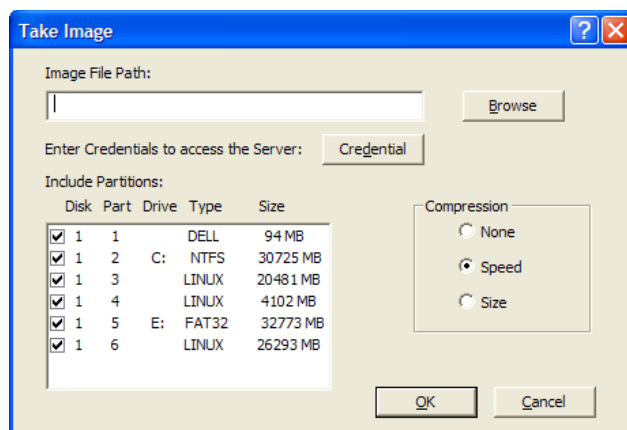 Take Image
Image File Path:
Browse
Enter Credentials to access the Server: Credential
Include Partitions:
Disk Part Drive Type Size
1 1 DELL 94 MB
1 2 C: NTFS 30725 MB
1 3 LINUX 20481 MB
1 4 LINUX 4102 MB
1 5 E: FAT32 32773 MB
1 6 LINUX 26293 MB
Compression
None
Speed
Size
OK Cancel